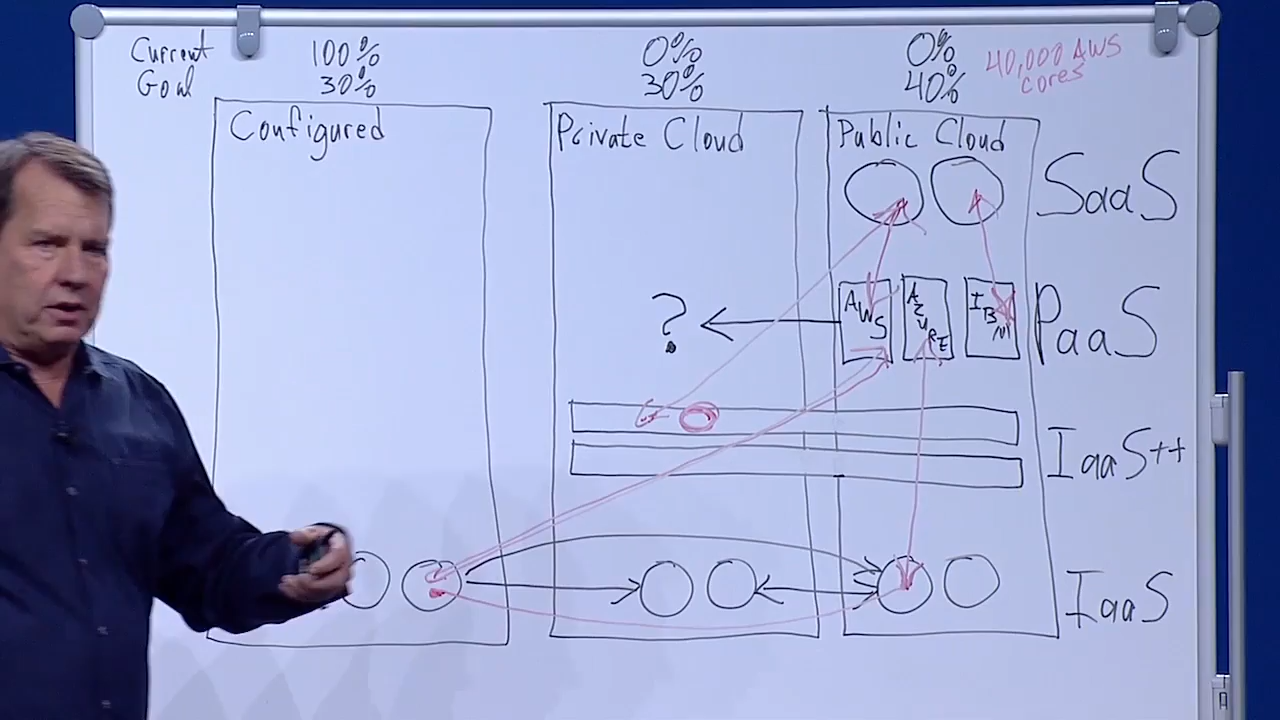 Current 100% 0% 0% 40,000 AWS
Goal 30% 30% 40% cores
Configured Private Cloud Public Cloud
SaaS
AWS AZURE IBM PaaS
?
IaaS++
IaaS
A